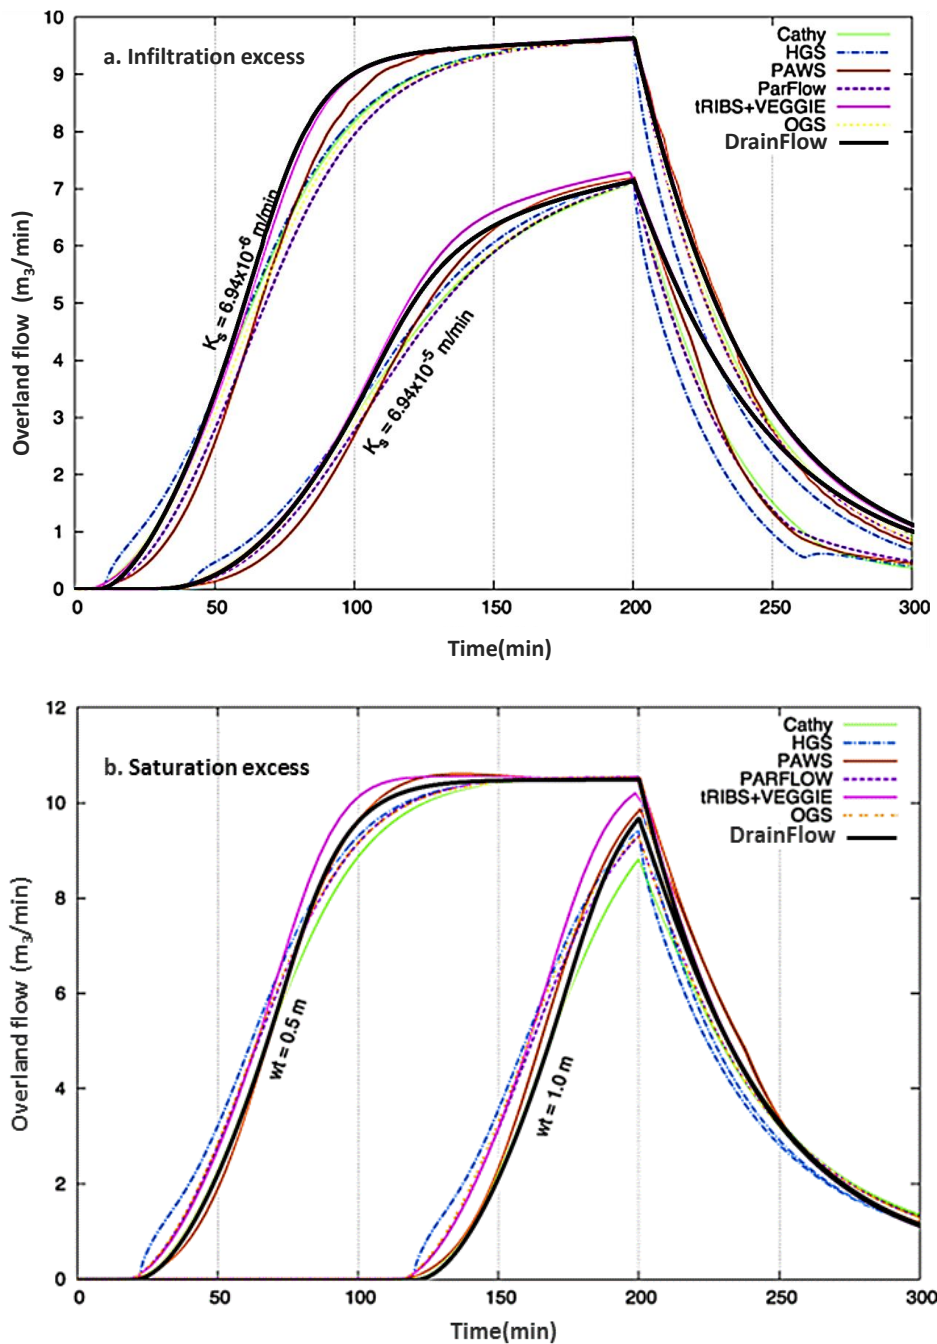 a. Infiltration excess
Cathy
HGS
PAWS
ParFlow
tRIBS+VEGGIE
OGS
DrainFlow
Kₛ = 6.94x10⁻⁶ m/min
Kₛ = 6.94x10⁻⁵ m/min
Overland flow (m₃/min)
10
9
8
7
6
5
4
3
2
1
0
0 50 100 150 200 250 300
Time(min)
b. Saturation excess
Cathy
HGS
PAWS
PARFLOW
tRIBS+VEGGIE
OGS
DrainFlow
wt = 0.5 m
wt = 1.0 m
Overland flow (m₃/min)
12
10
8
6
4
2
0
0 50 100 150 200 250 300
Time(min)